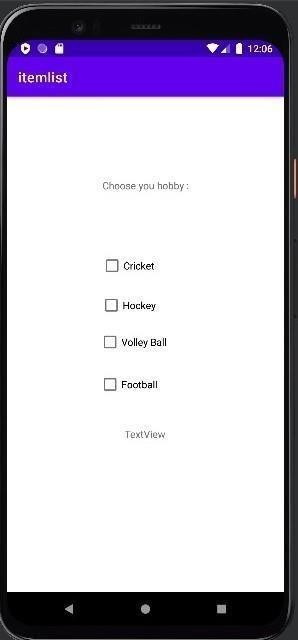 12:06
itemlist
Choose you hobby :
Cricket
Hockey
Volley Ball
Football
TextView